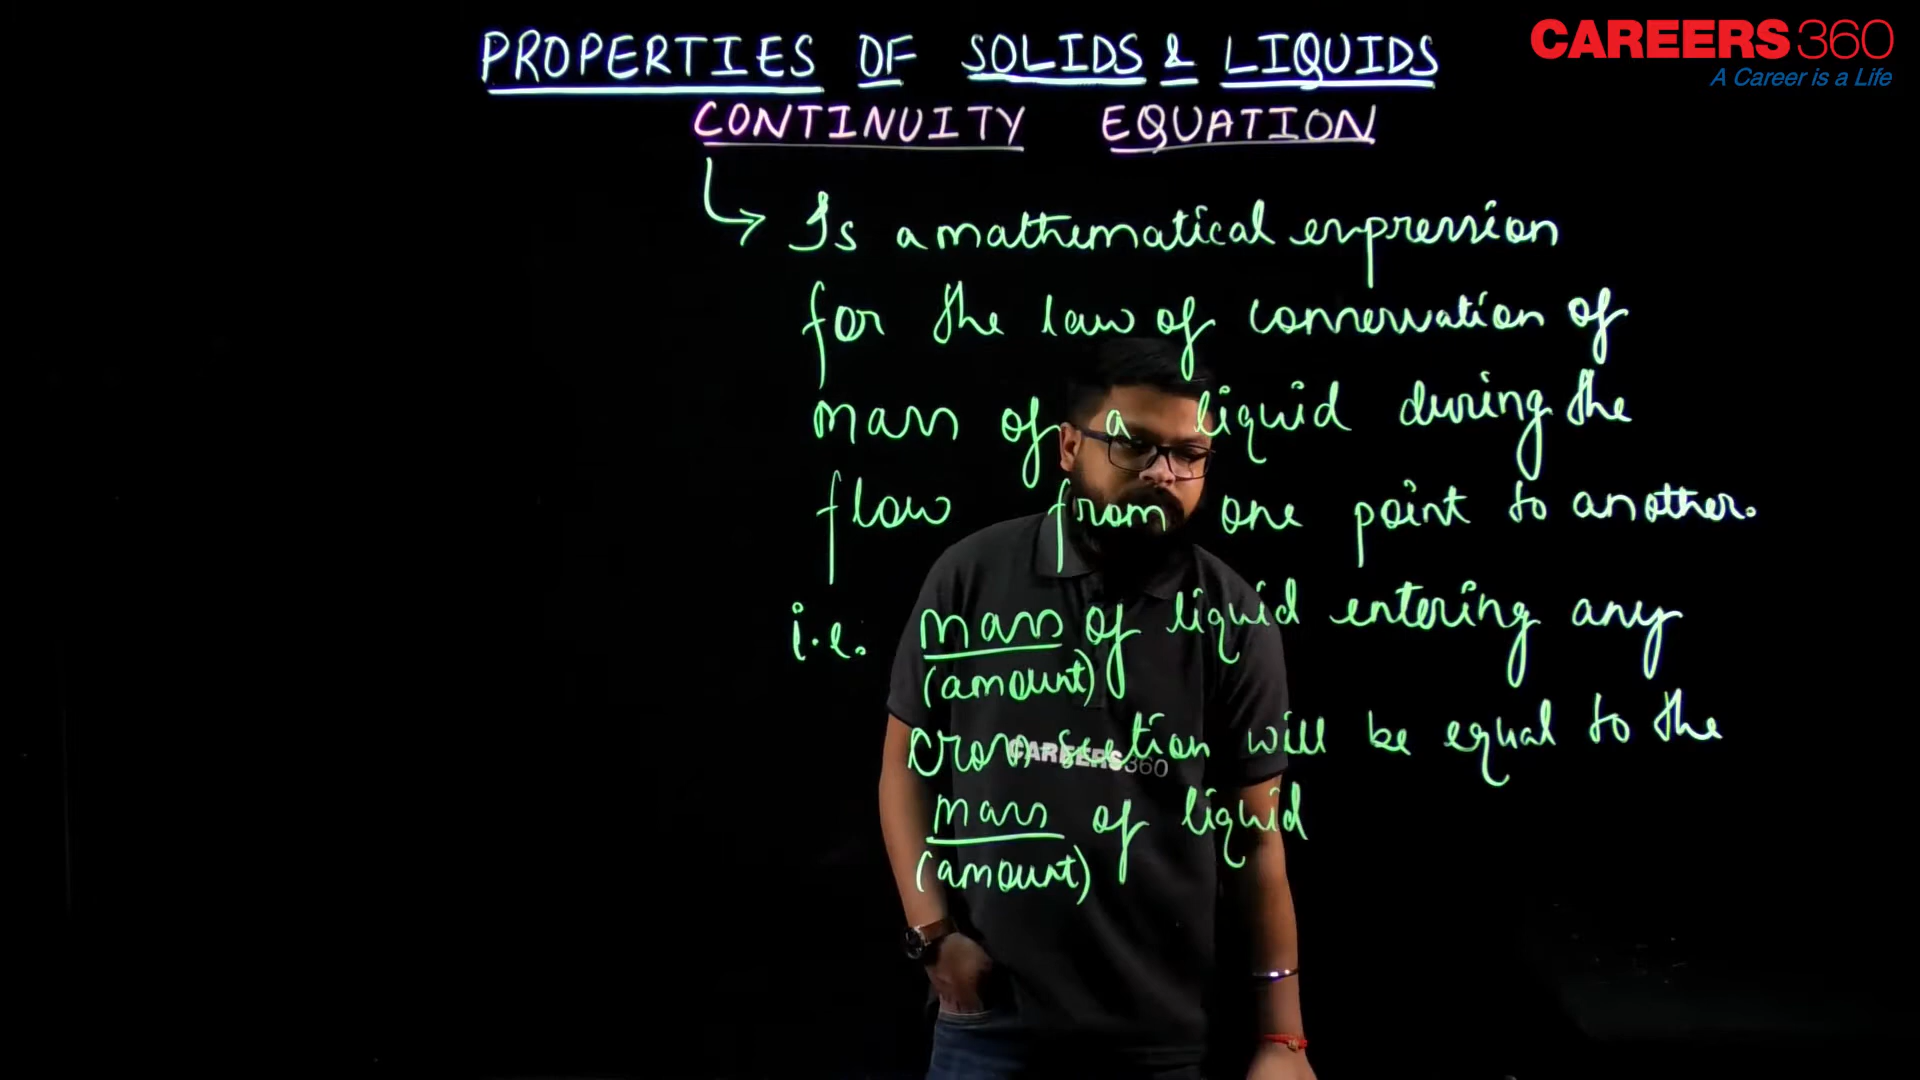 PROPERTIES OF SOLIDS & LIQUIDS
CAREERS360
A Career is a Life
CONTINUITY EQUATION
Is a mathematical expression
for the law of conservation of
mass of a liquid during the
flow from one point to another.
i.e. mass of liquid entering any
(amount)
cross section will be equal to the
CAREERS360
mass of liquid
(amount)